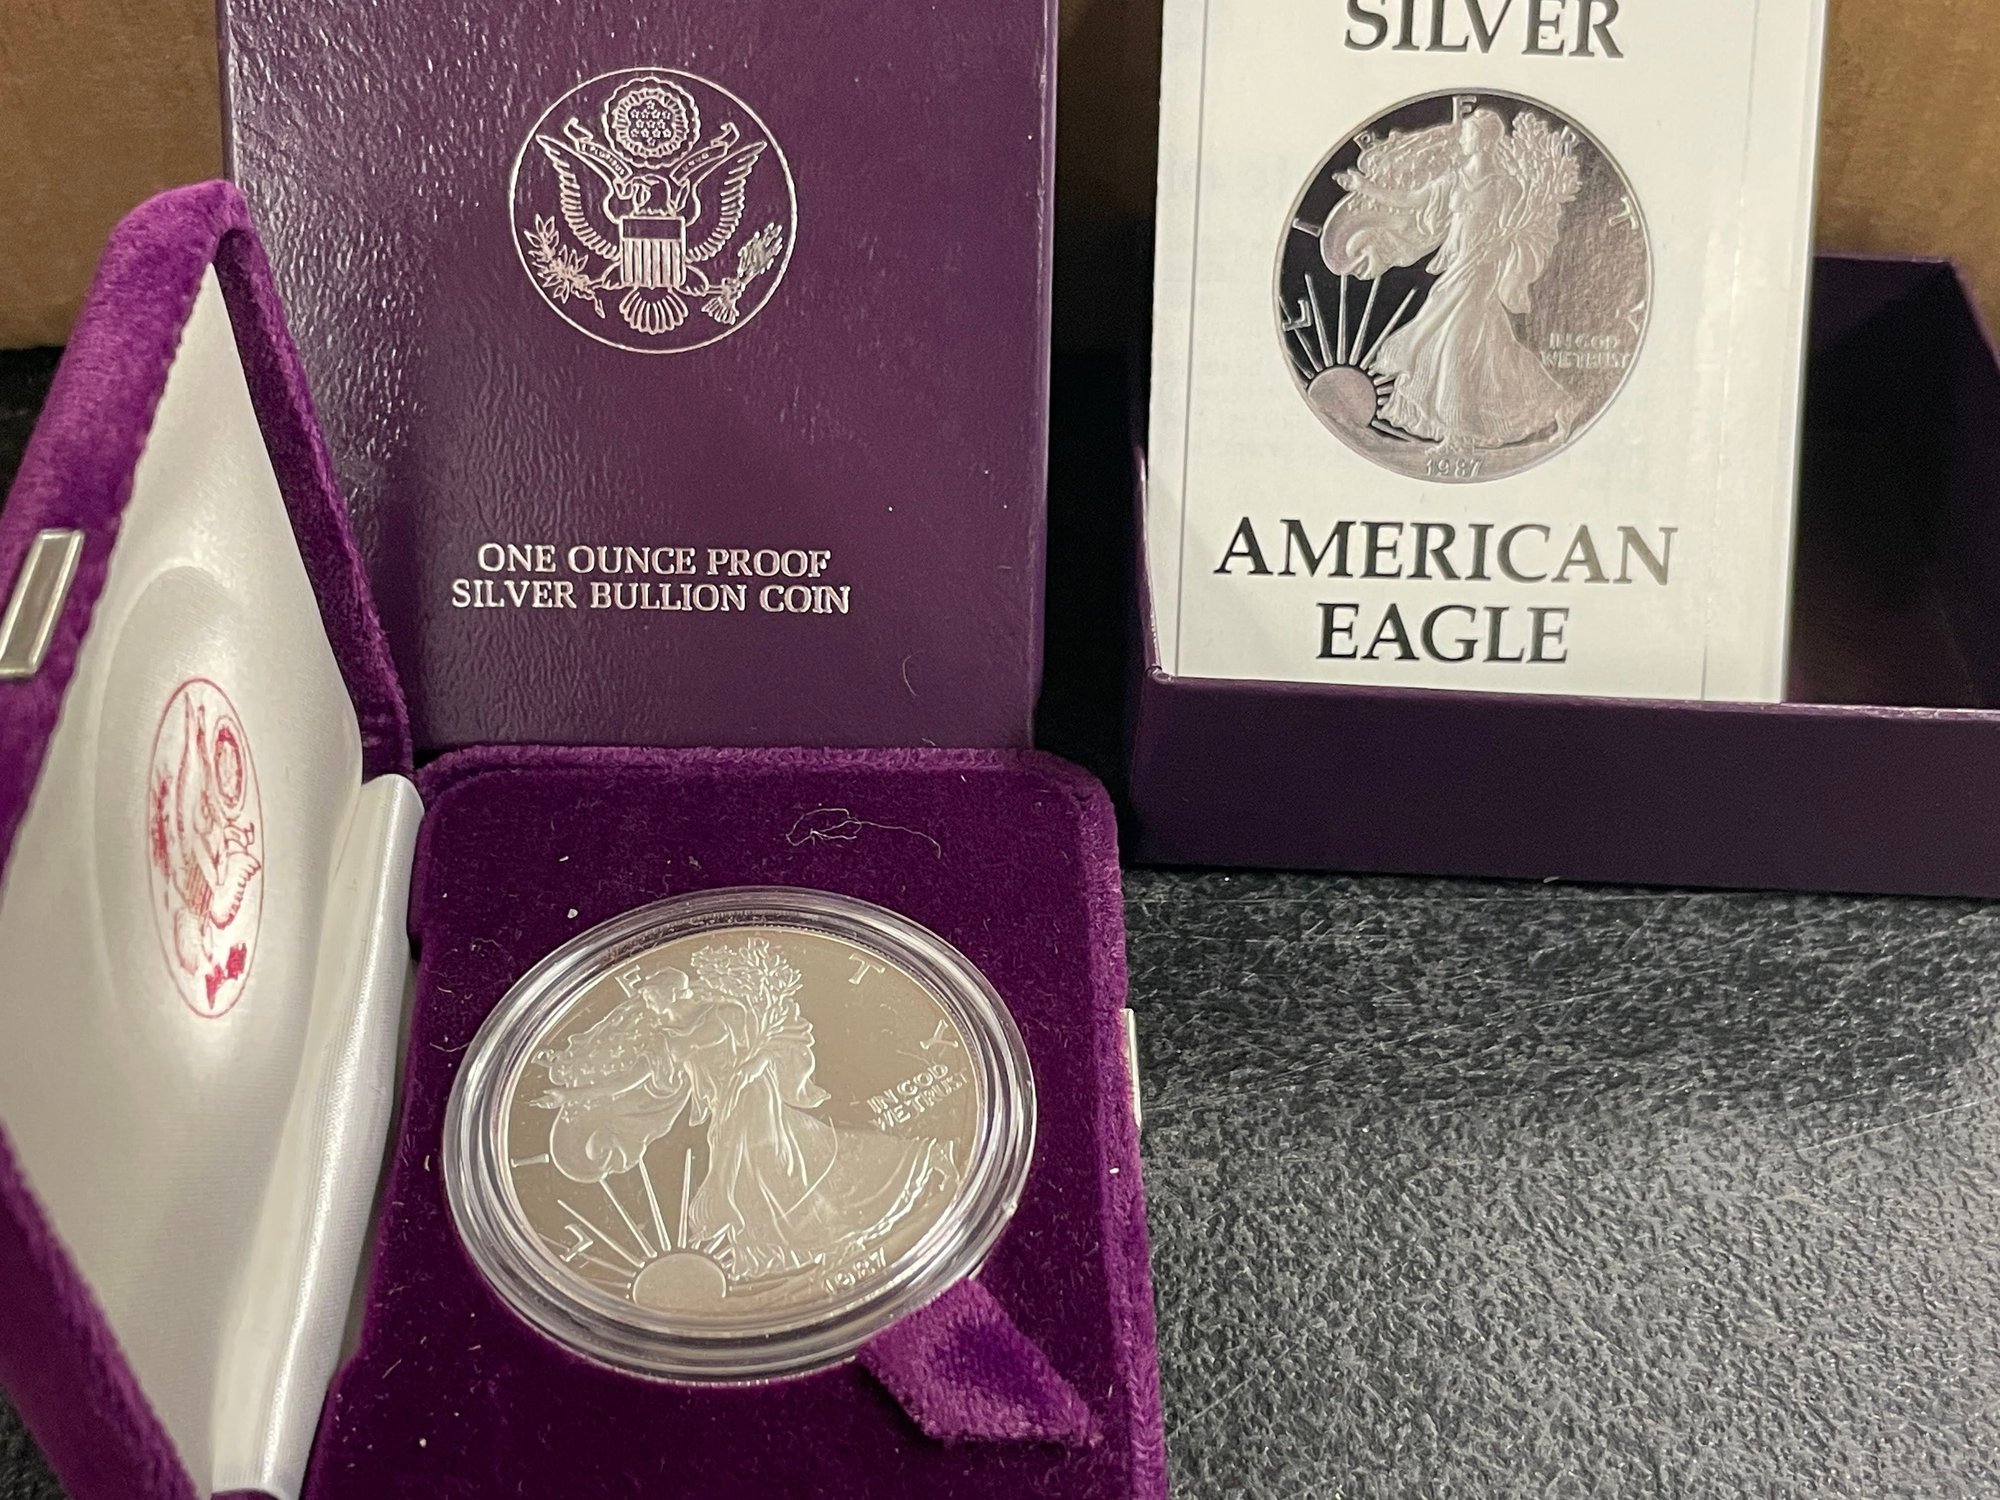 ONE OUNCE PROOF
SILVER BULLION COIN
SILVER
LIBERTY
IN GOD
WE TRUST
1987
AMERICAN
EAGLE
LIBERTY
IN GOD
WE TRUST
1987